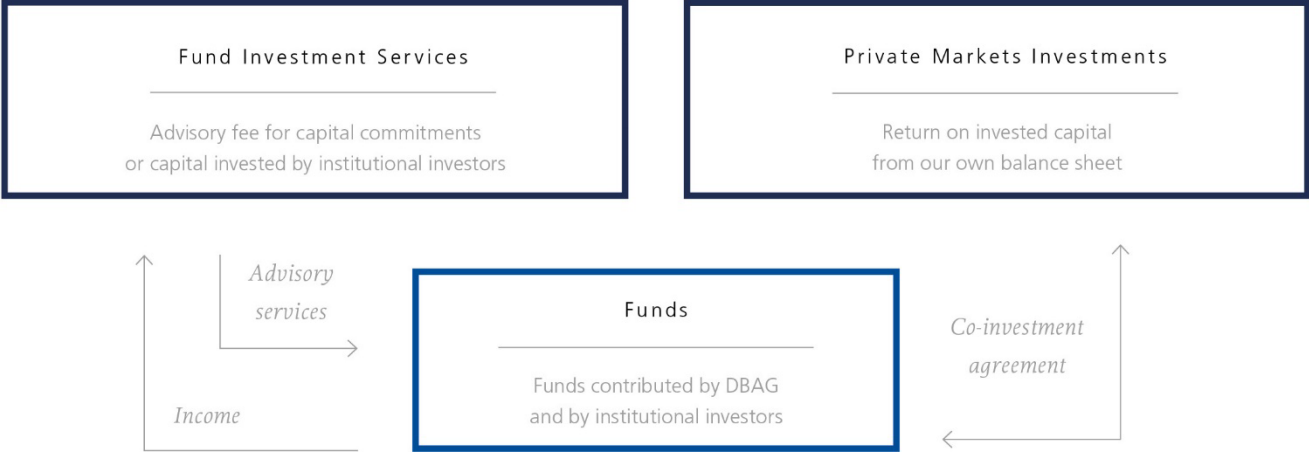 Fund Investment Services
Advisory fee for capital commitments
or capital invested by institutional investors
Private Markets Investments
Return on invested capital
from our own balance sheet
Advisory
services
Income
Funds
Funds contributed by DBAG
and by institutional investors
Co-investment
agreement